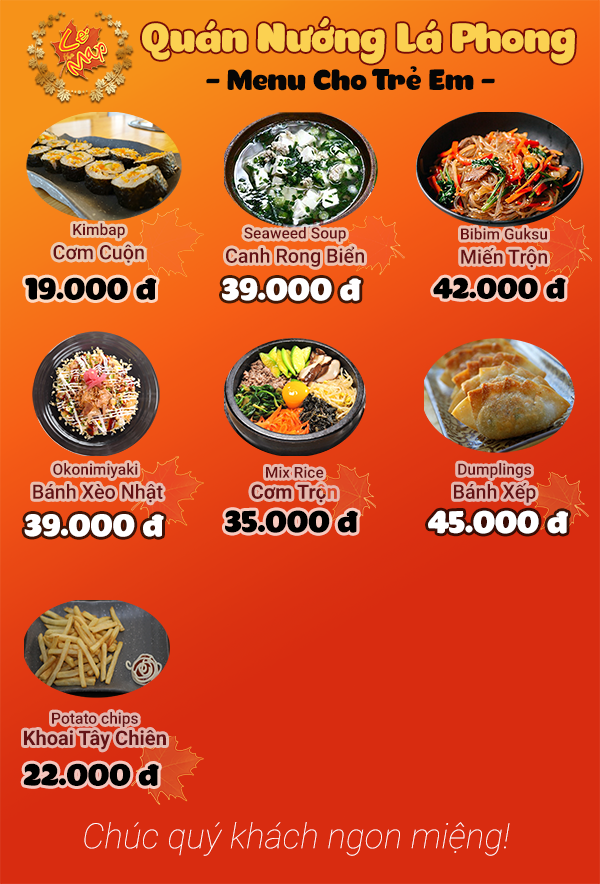 Cá
Mập
Quán Nướng Lá Phong
- Menu Cho Trẻ Em -
Kimbap
Cơm Cuộn
19.000 đ
Seaweed Soup
Canh Rong Biển
39.000 đ
Bibim Guksu
Miến Trộn
42.000 đ
Okonimiyaki
Bánh Xèo Nhật
39.000 đ
Mix Rice
Cơm Trộn
35.000 đ
Dumplings
Bánh Xếp
45.000 đ
Potato chips
Khoai Tây Chiên
22.000 đ
Chúc quý khách ngon miệng!